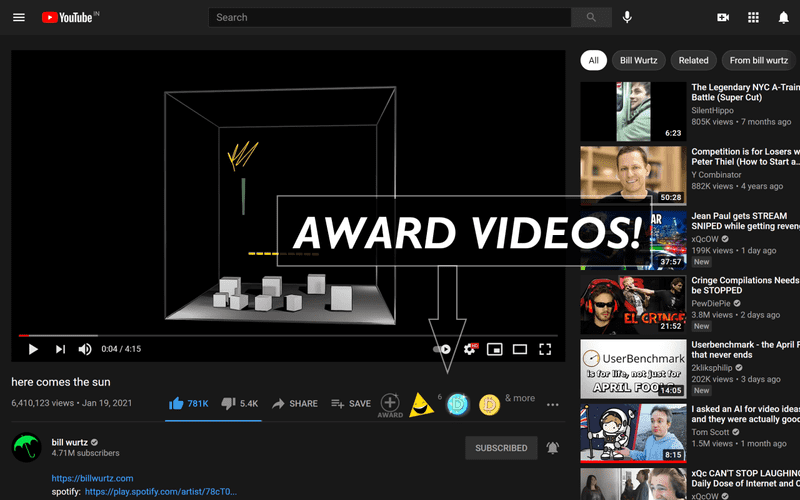 YouTube IN
Search
AWARD VIDEOS!
0:04 / 4:15
HD
here comes the sun
6,410,123 views • Jan 19, 2021
781K
5.4K
SHARE
SAVE
AWARD
6
& more
bill wurtz
4.71M subscribers
SUBSCRIBED
https://billwurtz.com
spotify: https://play.spotify.com/artist/78cT0...
All
Bill Wurtz
Related
From bill wurtz
6:23
The Legendary NYC A-Train
Battle (Super Cut)
SilentHippo
805K views • 7 months ago
50:28
Competition is for Losers w
Peter Thiel (How to Start a...
Y Combinator
882K views • 4 years ago
AR
37:57
Jean Paul gets STREAM
SNIPED while getting reveng
xQcOW
199K views • 1 day ago
New
EL CRINGE
21:52
Cringe Compilations Needs
be STOPPED
PewDiePie
3.8M views • 2 days ago
New
UserBenchmark
is for life, not just for
APRIL FOOLS
14:05
Userbenchmark - the April F
that never ends
2kliksphilip
202K views • 3 days ago
New
8:15
I asked an AI for video ideas
and they were actually good
Tom Scott
1.5M views • 1 month ago
xQc CAN'T STOP LAUGHING
Daily Dose of Internet and C
xQcOW